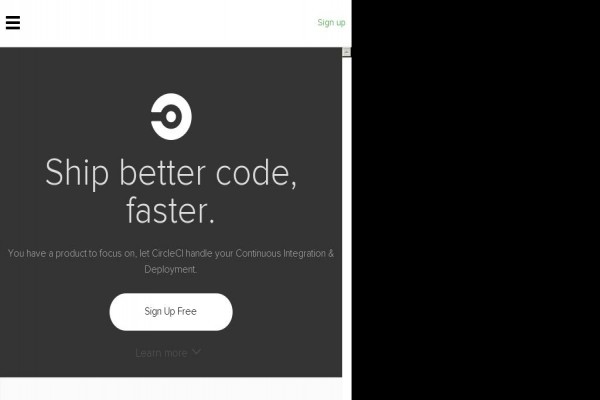 Sign up
Ship better code,
faster.
You have a product to focus on, let CircleCI handle your Continuous Integration &
Deployment.
Sign Up Free
Learn more